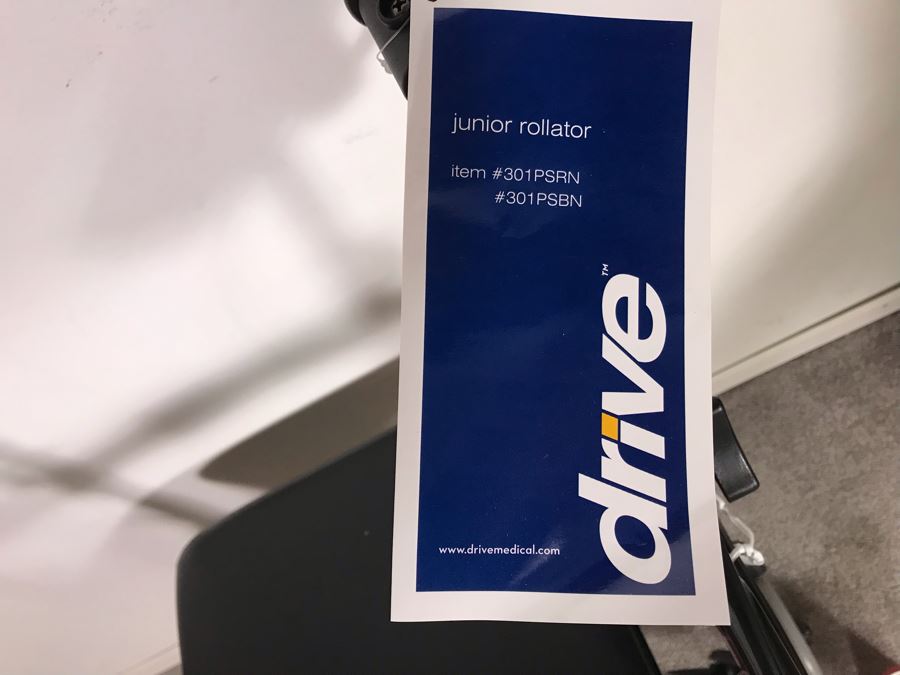 junior rollator
item #301PSRN
#301PSBN
drive™
www.drivemedical.com